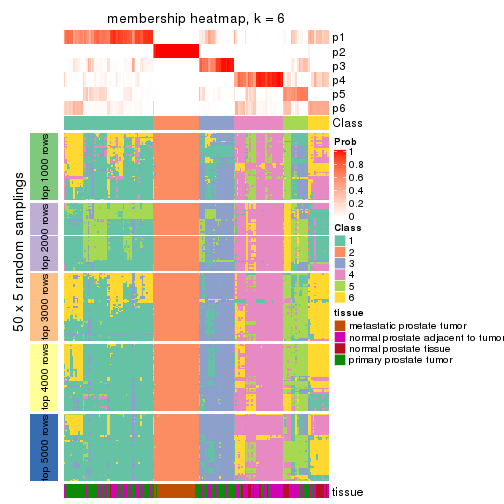 membership heatmap, k = 6
p1
p2
p3
p4
p5
p6
Class
50 x 5 random samplings
top 1000 rows
top 2000 rows
top 3000 rows
top 4000 rows
top 5000 rows
Prob
1
0.8
0.6
0.4
0.2
0
Class
1
2
3
4
5
6
tissue
metastatic prostate tumor
normal prostate adjacent to tumor
normal prostate tissue
primary prostate tumor
tissue